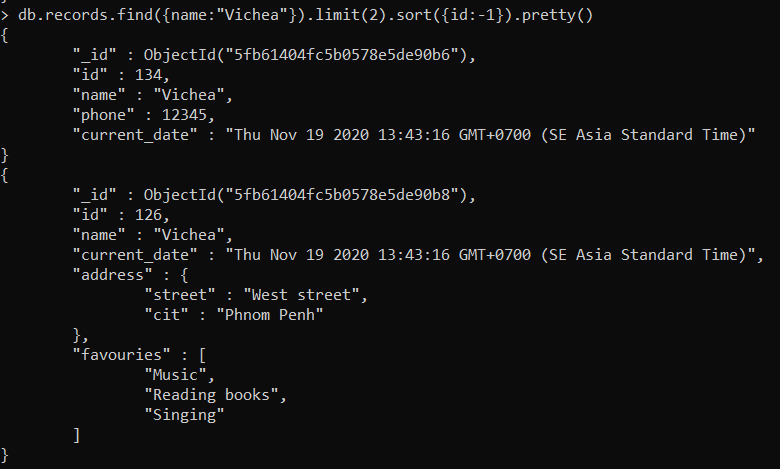 > db.records.find({name:"Vichea"}).limit(2).sort({id:-1}).pretty()
{
        "_id" : ObjectId("5fb61404fc5b0578e5de90b6"),
        "id" : 134,
        "name" : "Vichea",
        "phone" : 12345,
        "current_date" : "Thu Nov 19 2020 13:43:16 GMT+0700 (SE Asia Standard Time)"
}
{
        "_id" : ObjectId("5fb61404fc5b0578e5de90b8"),
        "id" : 126,
        "name" : "Vichea",
        "current_date" : "Thu Nov 19 2020 13:43:16 GMT+0700 (SE Asia Standard Time)",
        "address" : {
                "street" : "West street",
                "cit" : "Phnom Penh"
        },
        "favouries" : [
                "Music",
                "Reading books",
                "Singing"
        ]
}